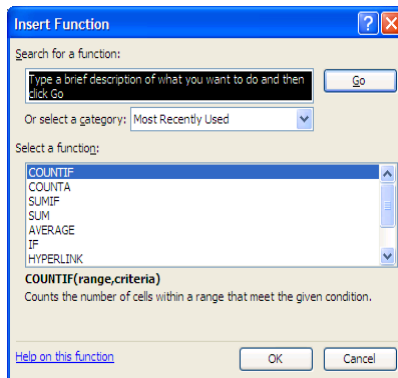 Insert Function
Search for a function:
Type a brief description of what you want to do and then
click Go
Go
Or select a category: Most Recently Used
Select a function:
COUNTIF
COUNTA
SUMIF
SUM
AVERAGE
IF
HYPERLINK
COUNTIF(range,criteria)
Counts the number of cells within a range that meet the given condition.
Help on this function
OK
Cancel